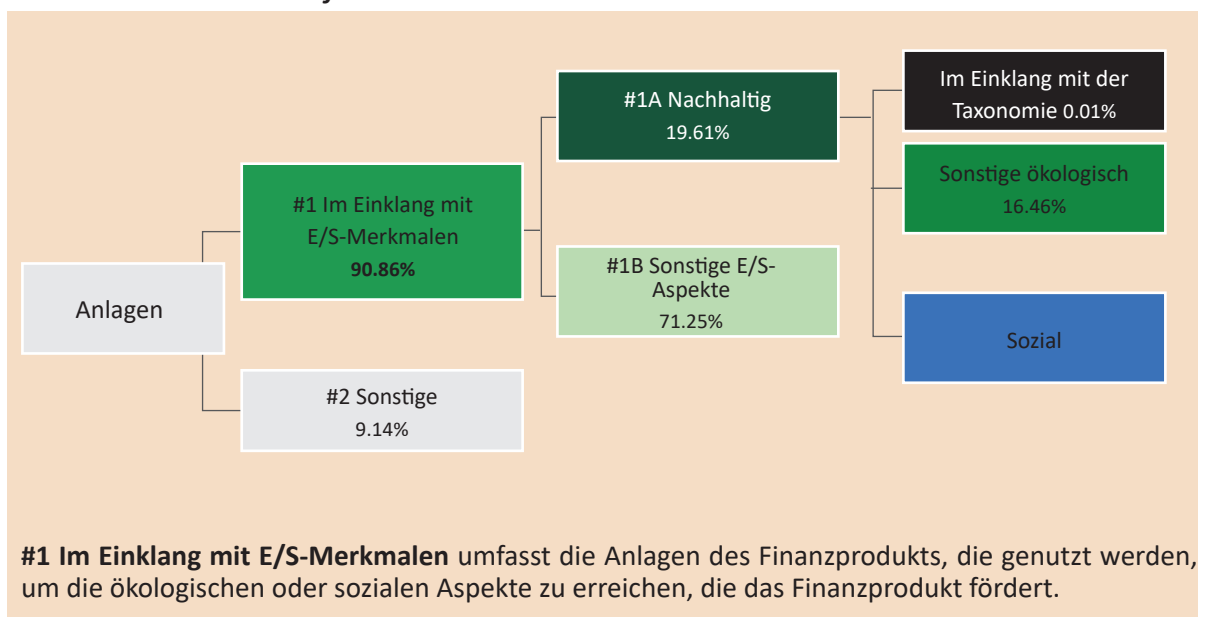 Anlagen
#1 Im Einklang mit
E/S-Merkmalen
90.86%
#2 Sonstige
9.14%
#1A Nachhaltig
19.61%
#1B Sonstige E/S-
Aspekte
71.25%
Im Einklang mit der
Taxonomie 0.01%
Sonstige ökologisch
16.46%
Sozial
#1 Im Einklang mit E/S-Merkmalen umfasst die Anlagen des Finanzprodukts, die genutzt werden,
um die ökologischen oder sozialen Aspekte zu erreichen, die das Finanzprodukt fördert.